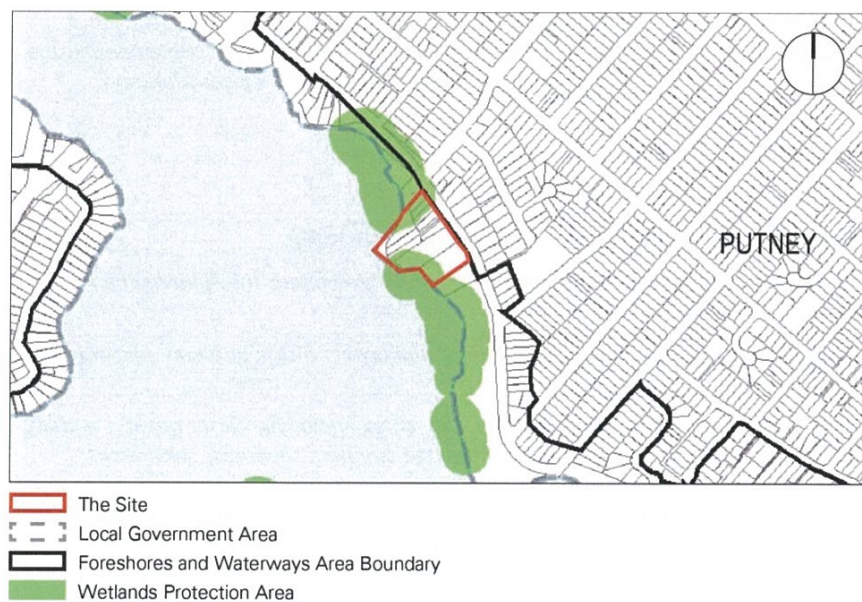 PUTNEY
The Site
Local Government Area
Foreshores and Waterways Area Boundary
Wetlands Protection Area